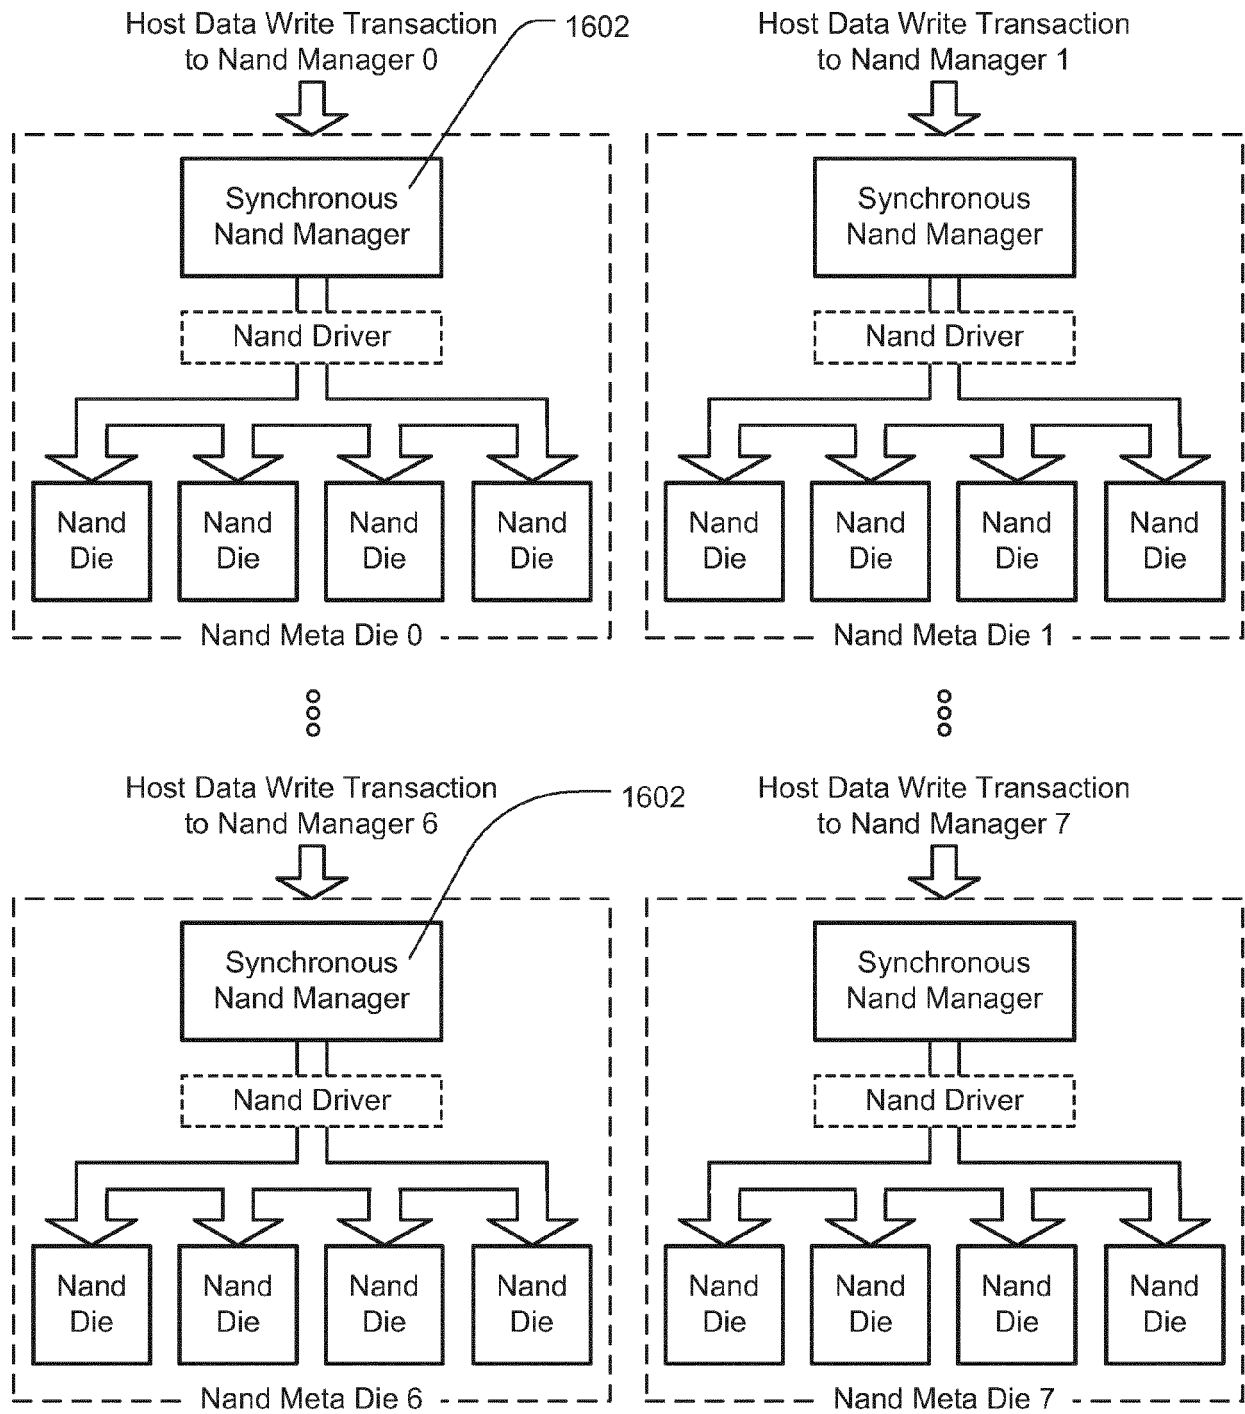 Host Data Write Transaction
to Nand Manager 0
1602
Host Data Write Transaction
to Nand Manager 1
Synchronous
Nand Manager
Nand Driver
Nand
Die
Nand
Die
Nand
Die
Nand
Die
Nand Meta Die 0
Synchronous
Nand Manager
Nand Driver
Nand
Die
Nand
Die
Nand
Die
Nand
Die
Nand Meta Die 1
Host Data Write Transaction
to Nand Manager 6
1602
Host Data Write Transaction
to Nand Manager 7
Synchronous
Nand Manager
Nand Driver
Nand
Die
Nand
Die
Nand
Die
Nand
Die
Nand Meta Die 6
Synchronous
Nand Manager
Nand Driver
Nand
Die
Nand
Die
Nand
Die
Nand
Die
Nand Meta Die 7